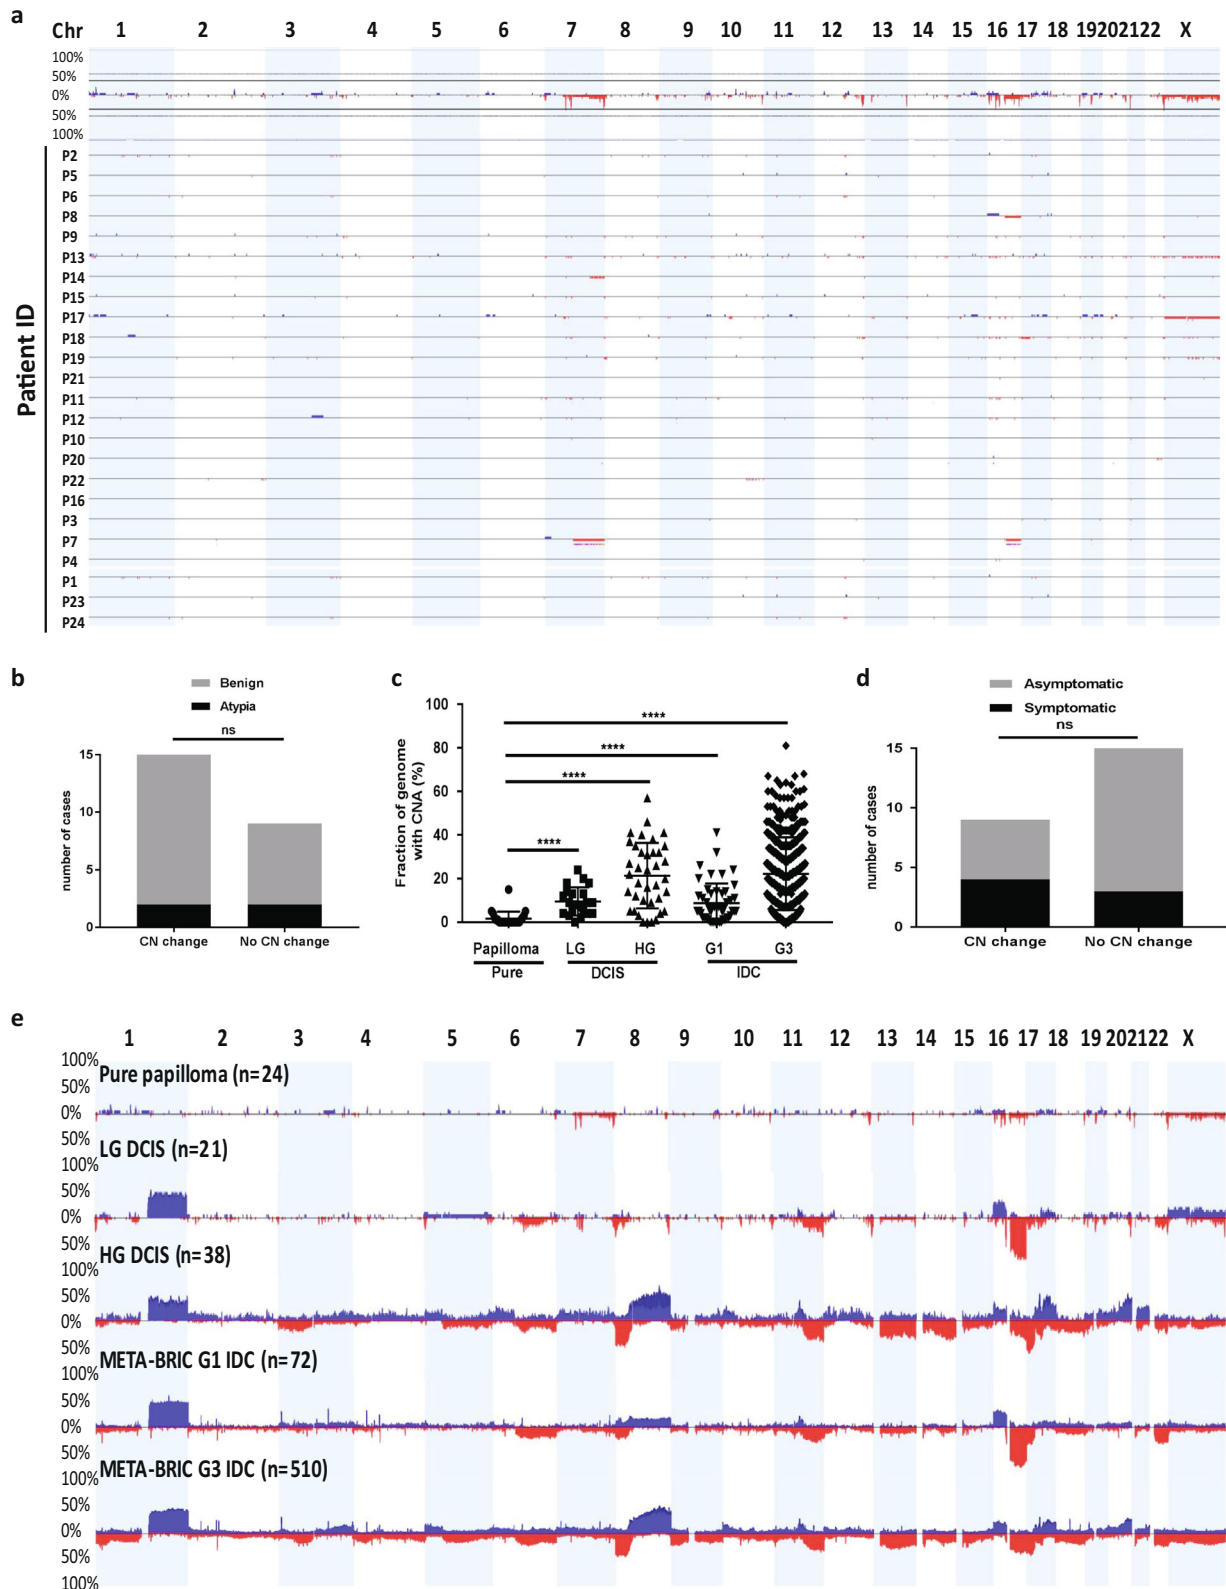 a
Chr 1 2 3 4 5 6 7 8 9 10 11 12 13 14 15 16 17 18 19 20 21 22 X
100%
50%
0%
50%
100%
Patient ID
P2
P5
P6
P8
P9
P13
P14
P15
P17
P18
P19
P21
P11
P12
P10
P20
P22
P16
P3
P7
P4
P1
P23
P24
b
Benign
Atypia
ns
number of cases
15
10
5
0
CN change No CN change
c
Fraction of genome
with CNA (%)
100
80
60
40
20
0
****
****
****
****
Papilloma LG HG G1 G3
Pure DCIS IDC
d
Asymptomatic
Symptomatic
ns
number of cases
15
10
5
0
CN change No CN change
e
1 2 3 4 5 6 7 8 9 10 11 12 13 14 15 16 17 18 19 20 21 22 X
100%
Pure papilloma (n=24)
50%
0%
50%
LG DCIS (n=21)
100%
50%
0%
50%
HG DCIS (n=38)
100%
50%
0%
50%
META-BRIC G1 IDC (n=72)
100%
50%
0%
50%
META-BRIC G3 IDC (n=510)
100%
50%
0%
50%
100%